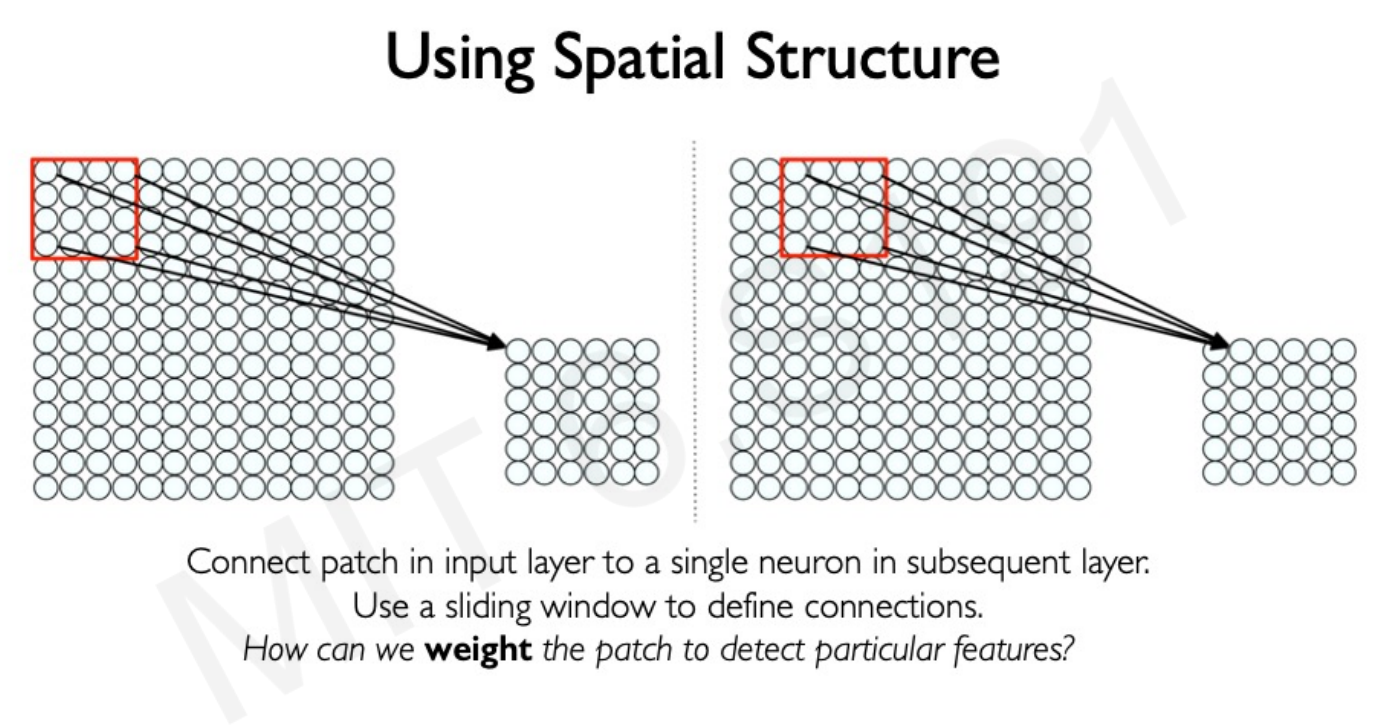 Using Spatial Structure
Connect patch in input layer to a single neuron in subsequent layer.
Use a sliding window to define connections.
How can we weight the patch to detect particular features?
MIT 6.S191